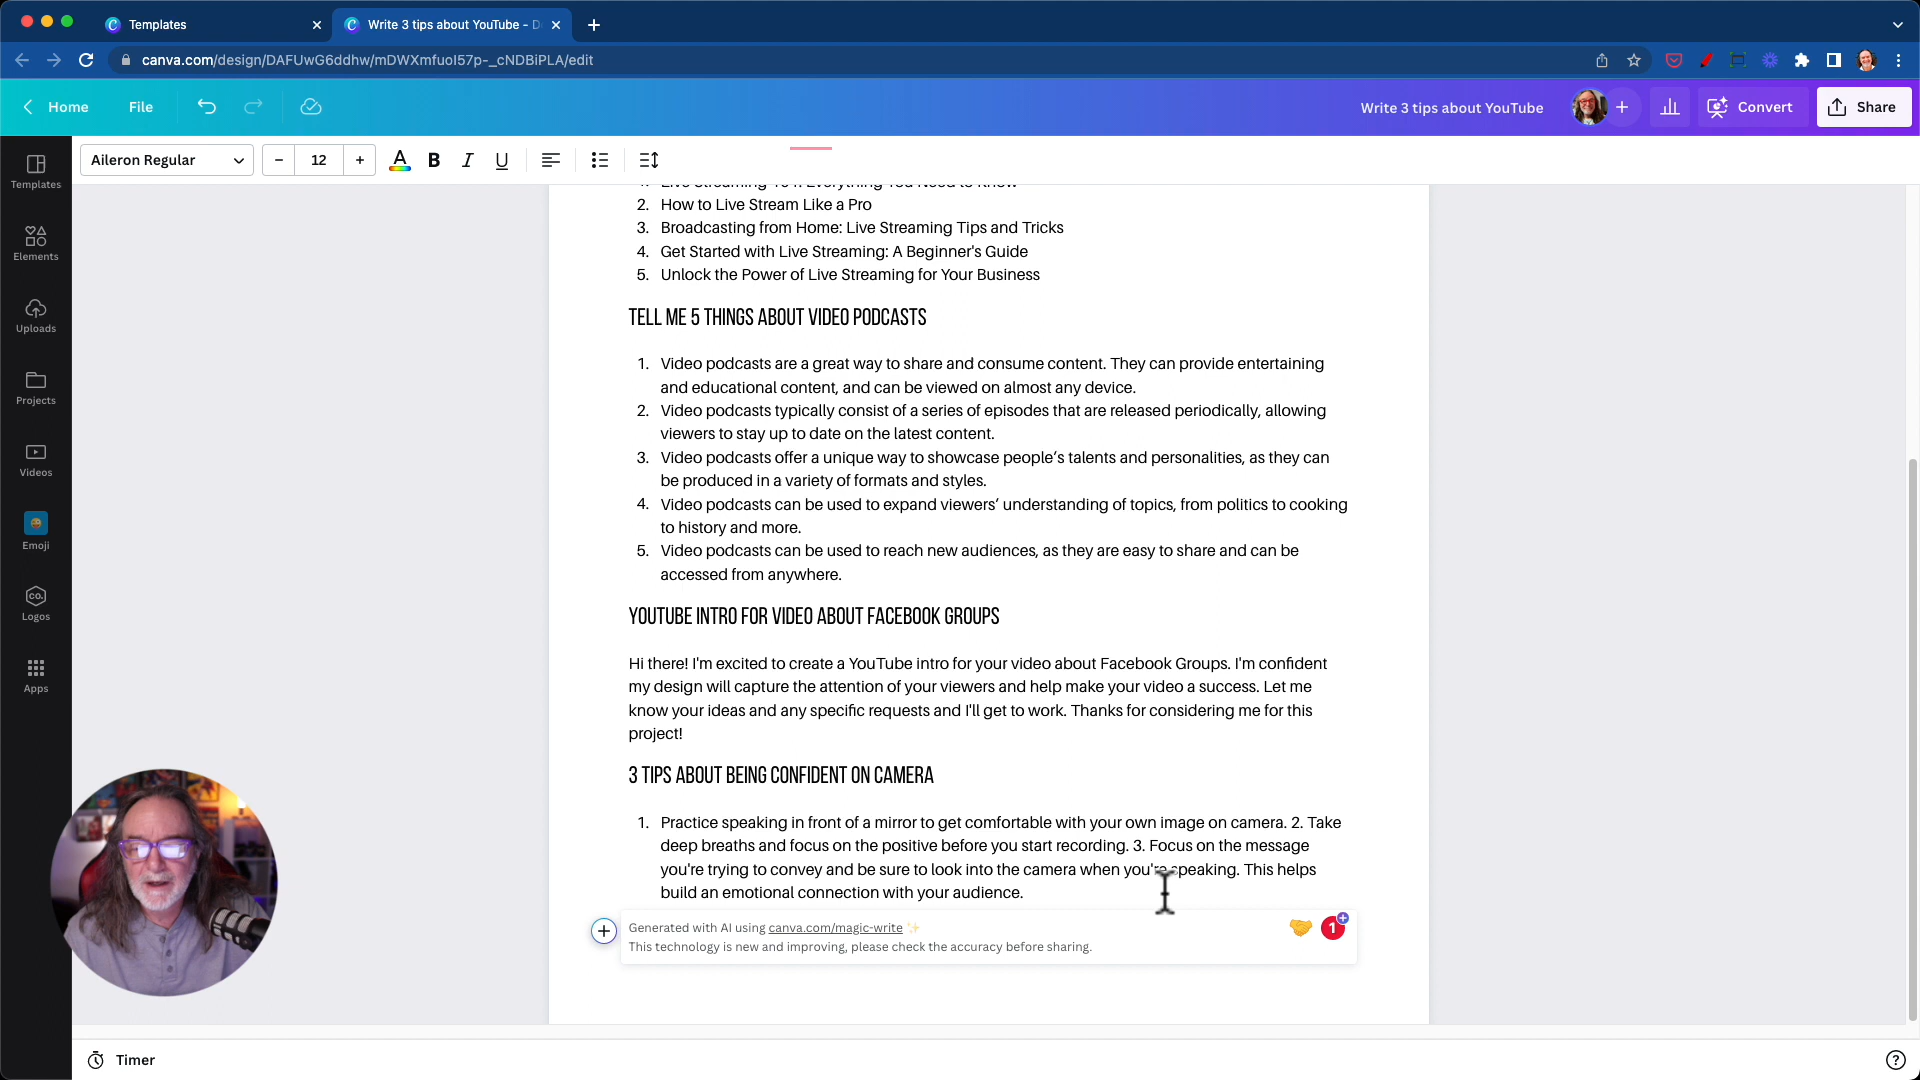 Templates
Write 3 tips about YouTube - D
canva.com/design/DAFUwG6ddhw/mDWXmfuoI57p-_cNDBiPLA/edit
Home
File
Write 3 tips about YouTube
Convert
Share
Aileron Regular
12
A
B
I
U
Templates
Elements
Uploads
Projects
Videos
Emoji
CO.
Logos
Apps
1. Live Streaming 101: Everything You Need to Know
2. How to Live Stream Like a Pro
3. Broadcasting from Home: Live Streaming Tips and Tricks
4. Get Started with Live Streaming: A Beginner's Guide
5. Unlock the Power of Live Streaming for Your Business
TELL ME 5 THINGS ABOUT VIDEO PODCASTS
1. Video podcasts are a great way to share and consume content. They can provide entertaining
and educational content, and can be viewed on almost any device.
2. Video podcasts typically consist of a series of episodes that are released periodically, allowing
viewers to stay up to date on the latest content.
3. Video podcasts offer a unique way to showcase people’s talents and personalities, as they can
be produced in a variety of formats and styles.
4. Video podcasts can be used to expand viewers’ understanding of topics, from politics to cooking
to history and more.
5. Video podcasts can be used to reach new audiences, as they are easy to share and can be
accessed from anywhere.
YOUTUBE INTRO FOR VIDEO ABOUT FACEBOOK GROUPS
Hi there! I'm excited to create a YouTube intro for your video about Facebook Groups. I'm confident
my design will capture the attention of your viewers and help make your video a success. Let me
know your ideas and any specific requests and I'll get to work. Thanks for considering me for this
project!
3 TIPS ABOUT BEING CONFIDENT ON CAMERA
1. Practice speaking in front of a mirror to get comfortable with your own image on camera. 2. Take
deep breaths and focus on the positive before you start recording. 3. Focus on the message
you're trying to convey and be sure to look into the camera when you're speaking. This helps
build an emotional connection with your audience.
Generated with AI using canva.com/magic-write ✨
This technology is new and improving, please check the accuracy before sharing.
1
Timer